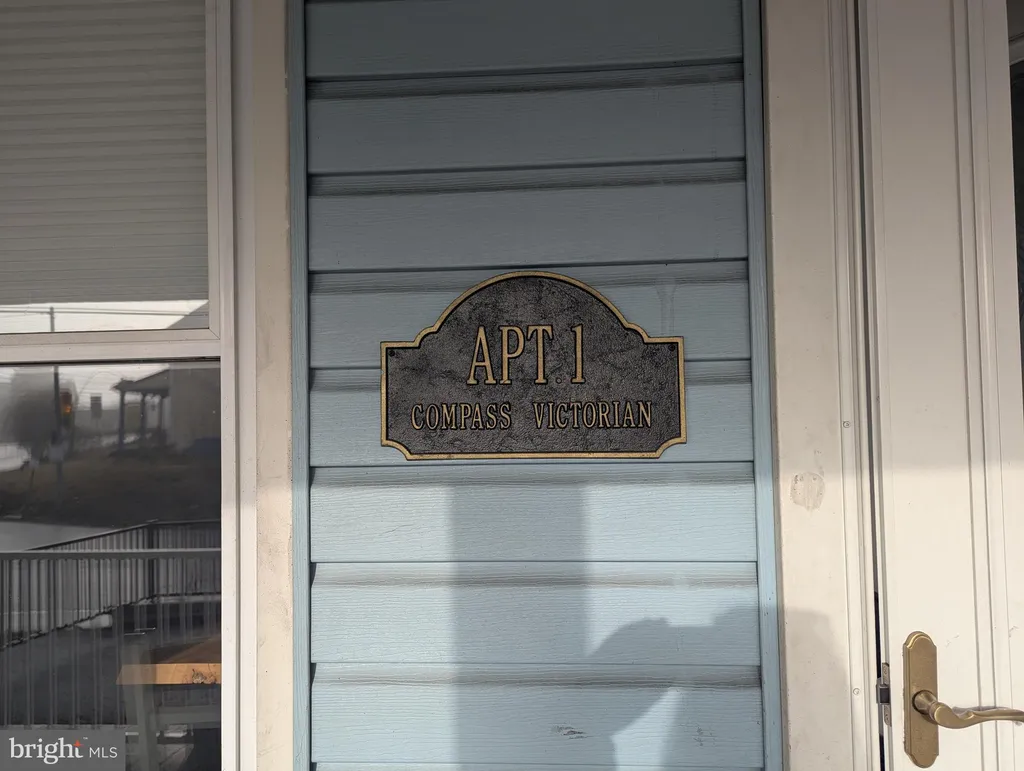 APT. 1
COMPASS VICTORIAN
bright MLS